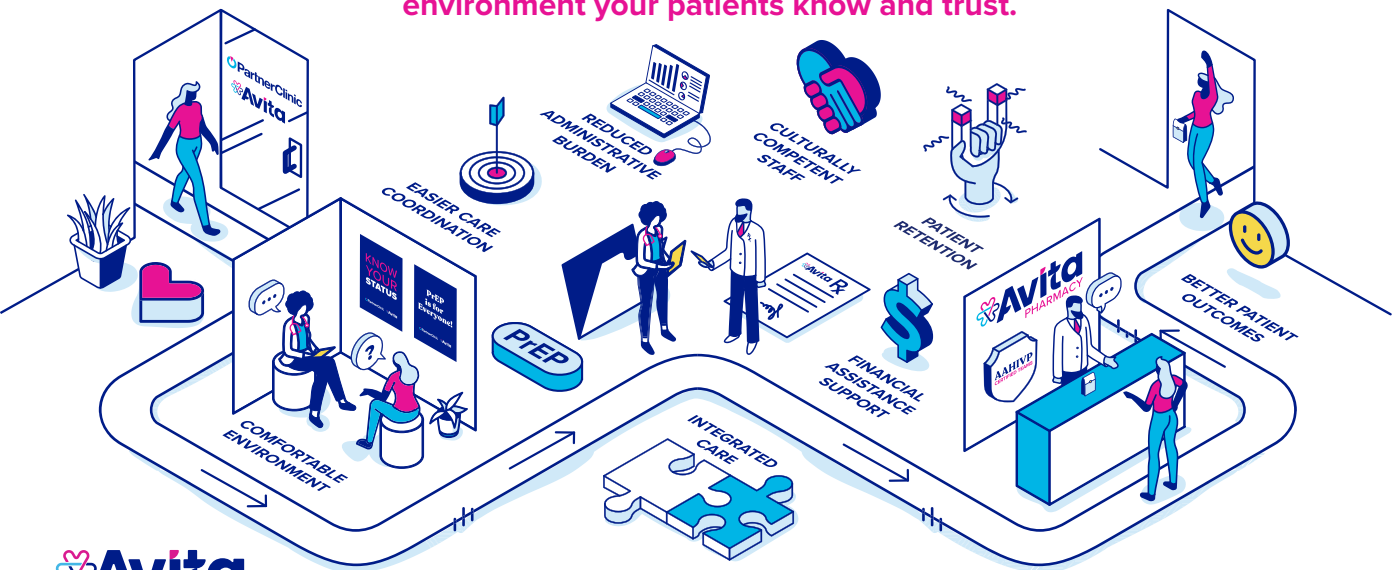 environment your patients know and trust.
PartnerClinic
Avita
REDUCED
ADMINISTRATIVE
BURDEN
CULTURALLY
COMPETENT
STAFF
EASIER CARE
COORDINATION
PATIENT
RETENTION
KNOW
YOUR
STATUS
PrEP
is for
Everyone!
?
PrEP
Avita
Rx
$
Avita
PHARMACY
AAHIVP
BETTER PATIENT
OUTCOMES
FINANCIAL
ASSISTANCE
SUPPORT
COMFORTABLE
ENVIRONMENT
INTEGRATED
CARE
Avita